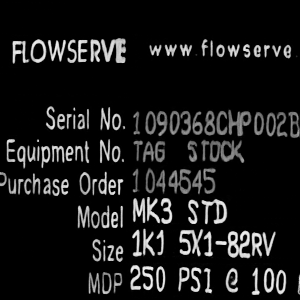 FLOWSERVE www.flowserve
Serial No. 1090368CHP002B
Equipment No. TAG STOCK
Purchase Order 1044545
Model MK3 STD
Size 1K1 5X1-82RV
MDP 250 PSI @ 100